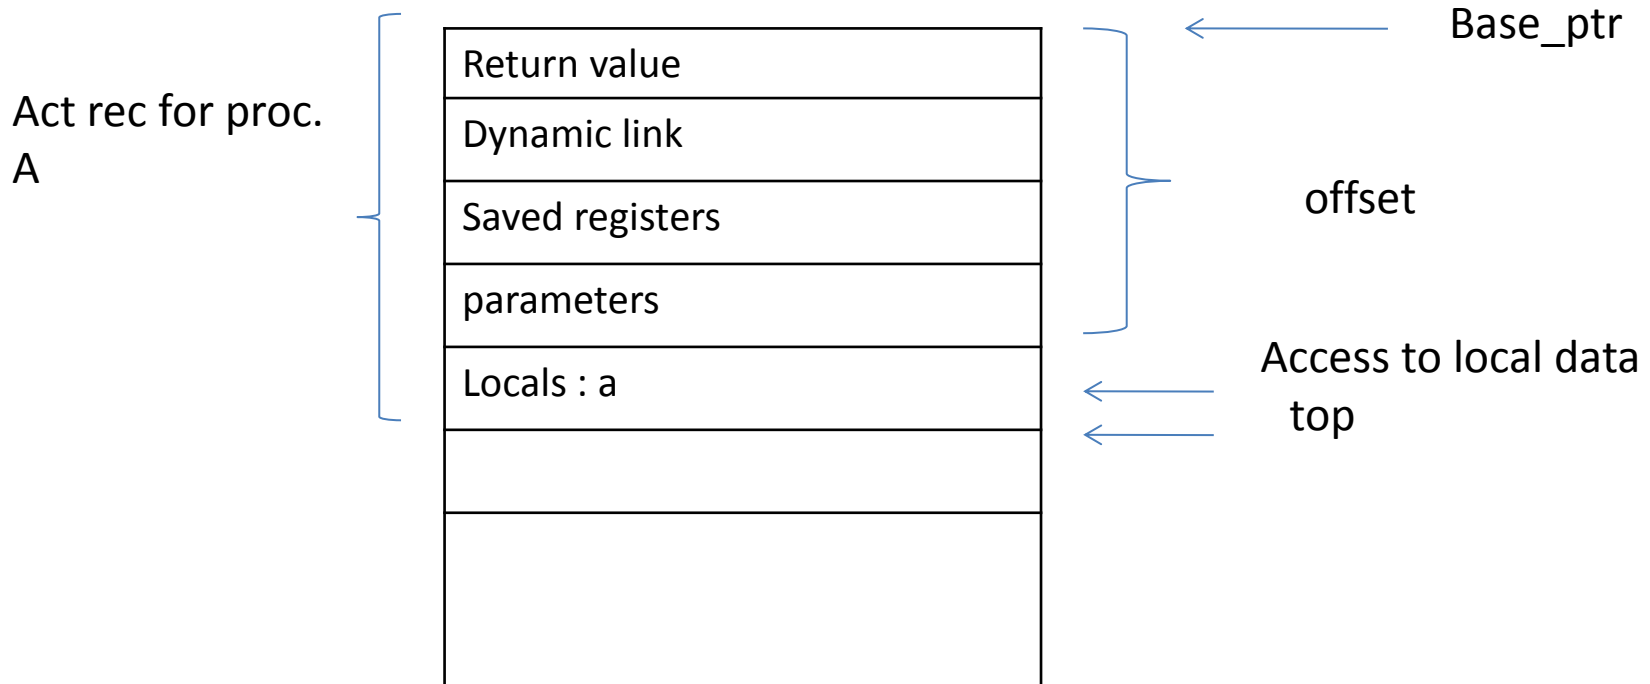 Base_ptr
Return value
Act rec for proc.
A
Dynamic link
offset
Saved registers
parameters
Access to local data
Locals : a
top